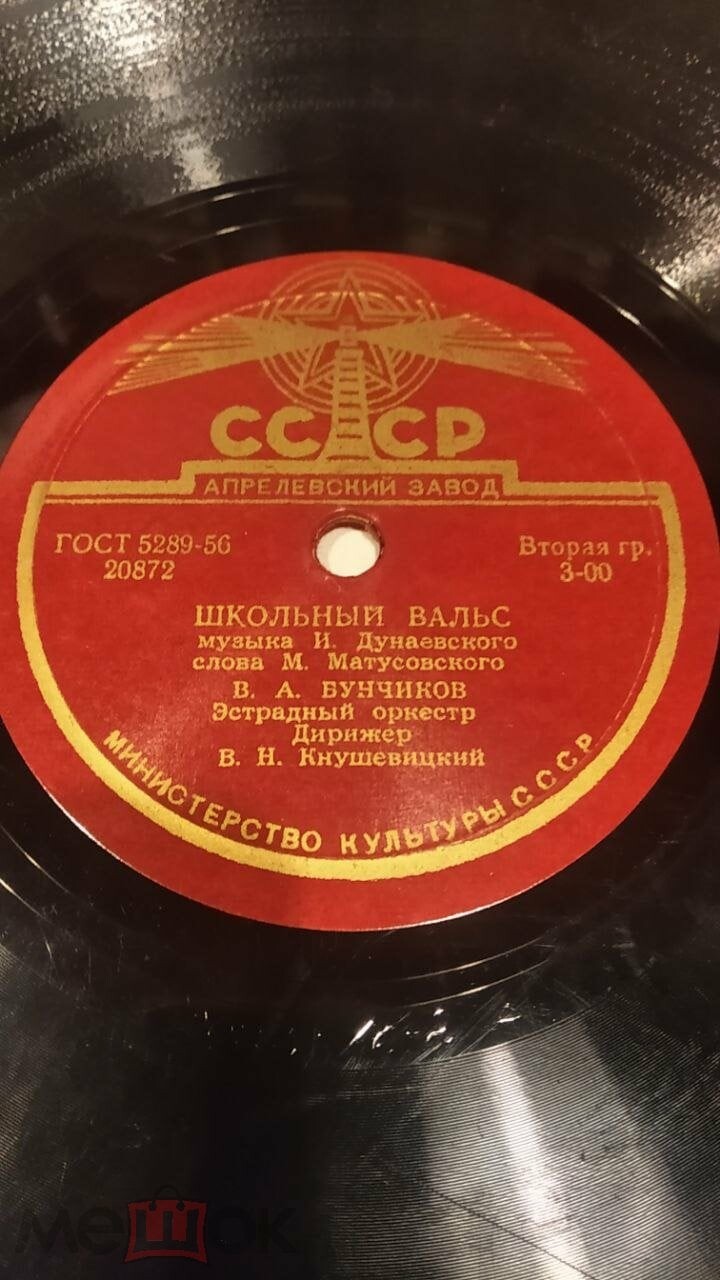 СССР
АПРЕЛЕВСКИЙ ЗАВОД
ГОСТ 5289-56
20872
Вторая гр.
3-00
ШКОЛЬНЫЙ ВАЛЬС
музыка И. Дунаевского
слова М. Матусовского
В. А. БУНЧИКОВ
Эстрадный оркестр
Дирижер
В. Н. Кнушевицкий
МИНИСТЕРСТВО КУЛЬТУРЫ СССР
мешок